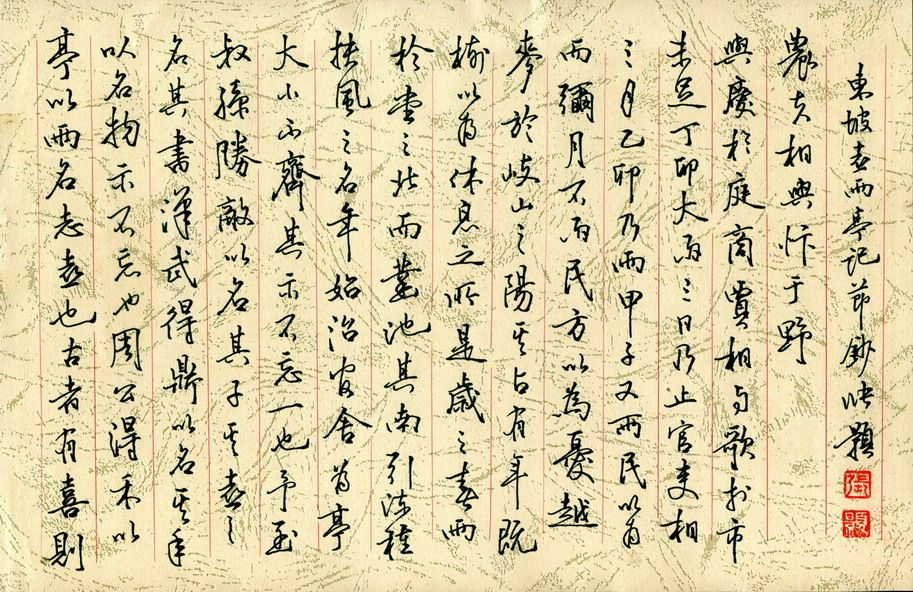 亭以雨名志喜也古者有喜則
以名物示不忘也周公得禾以
名其書漢武得鼎以名其年
叔孫勝敵以名其子其喜之
大小不齊其示不忘一也予至
扶風之名年始治官舍為亭
於堂之北而鑿池其南引流種
樹以為休息之所是歲之春雨
麥於岐山之陽其占有年既
而彌月不雨民方以為憂越
三月乙卯乃雨甲子又雨民以為
未足丁卯大雨三日乃止官吏相
與慶於庭商賈相與歌於市
農夫相與忭于野
東坡喜雨亭記節鈔